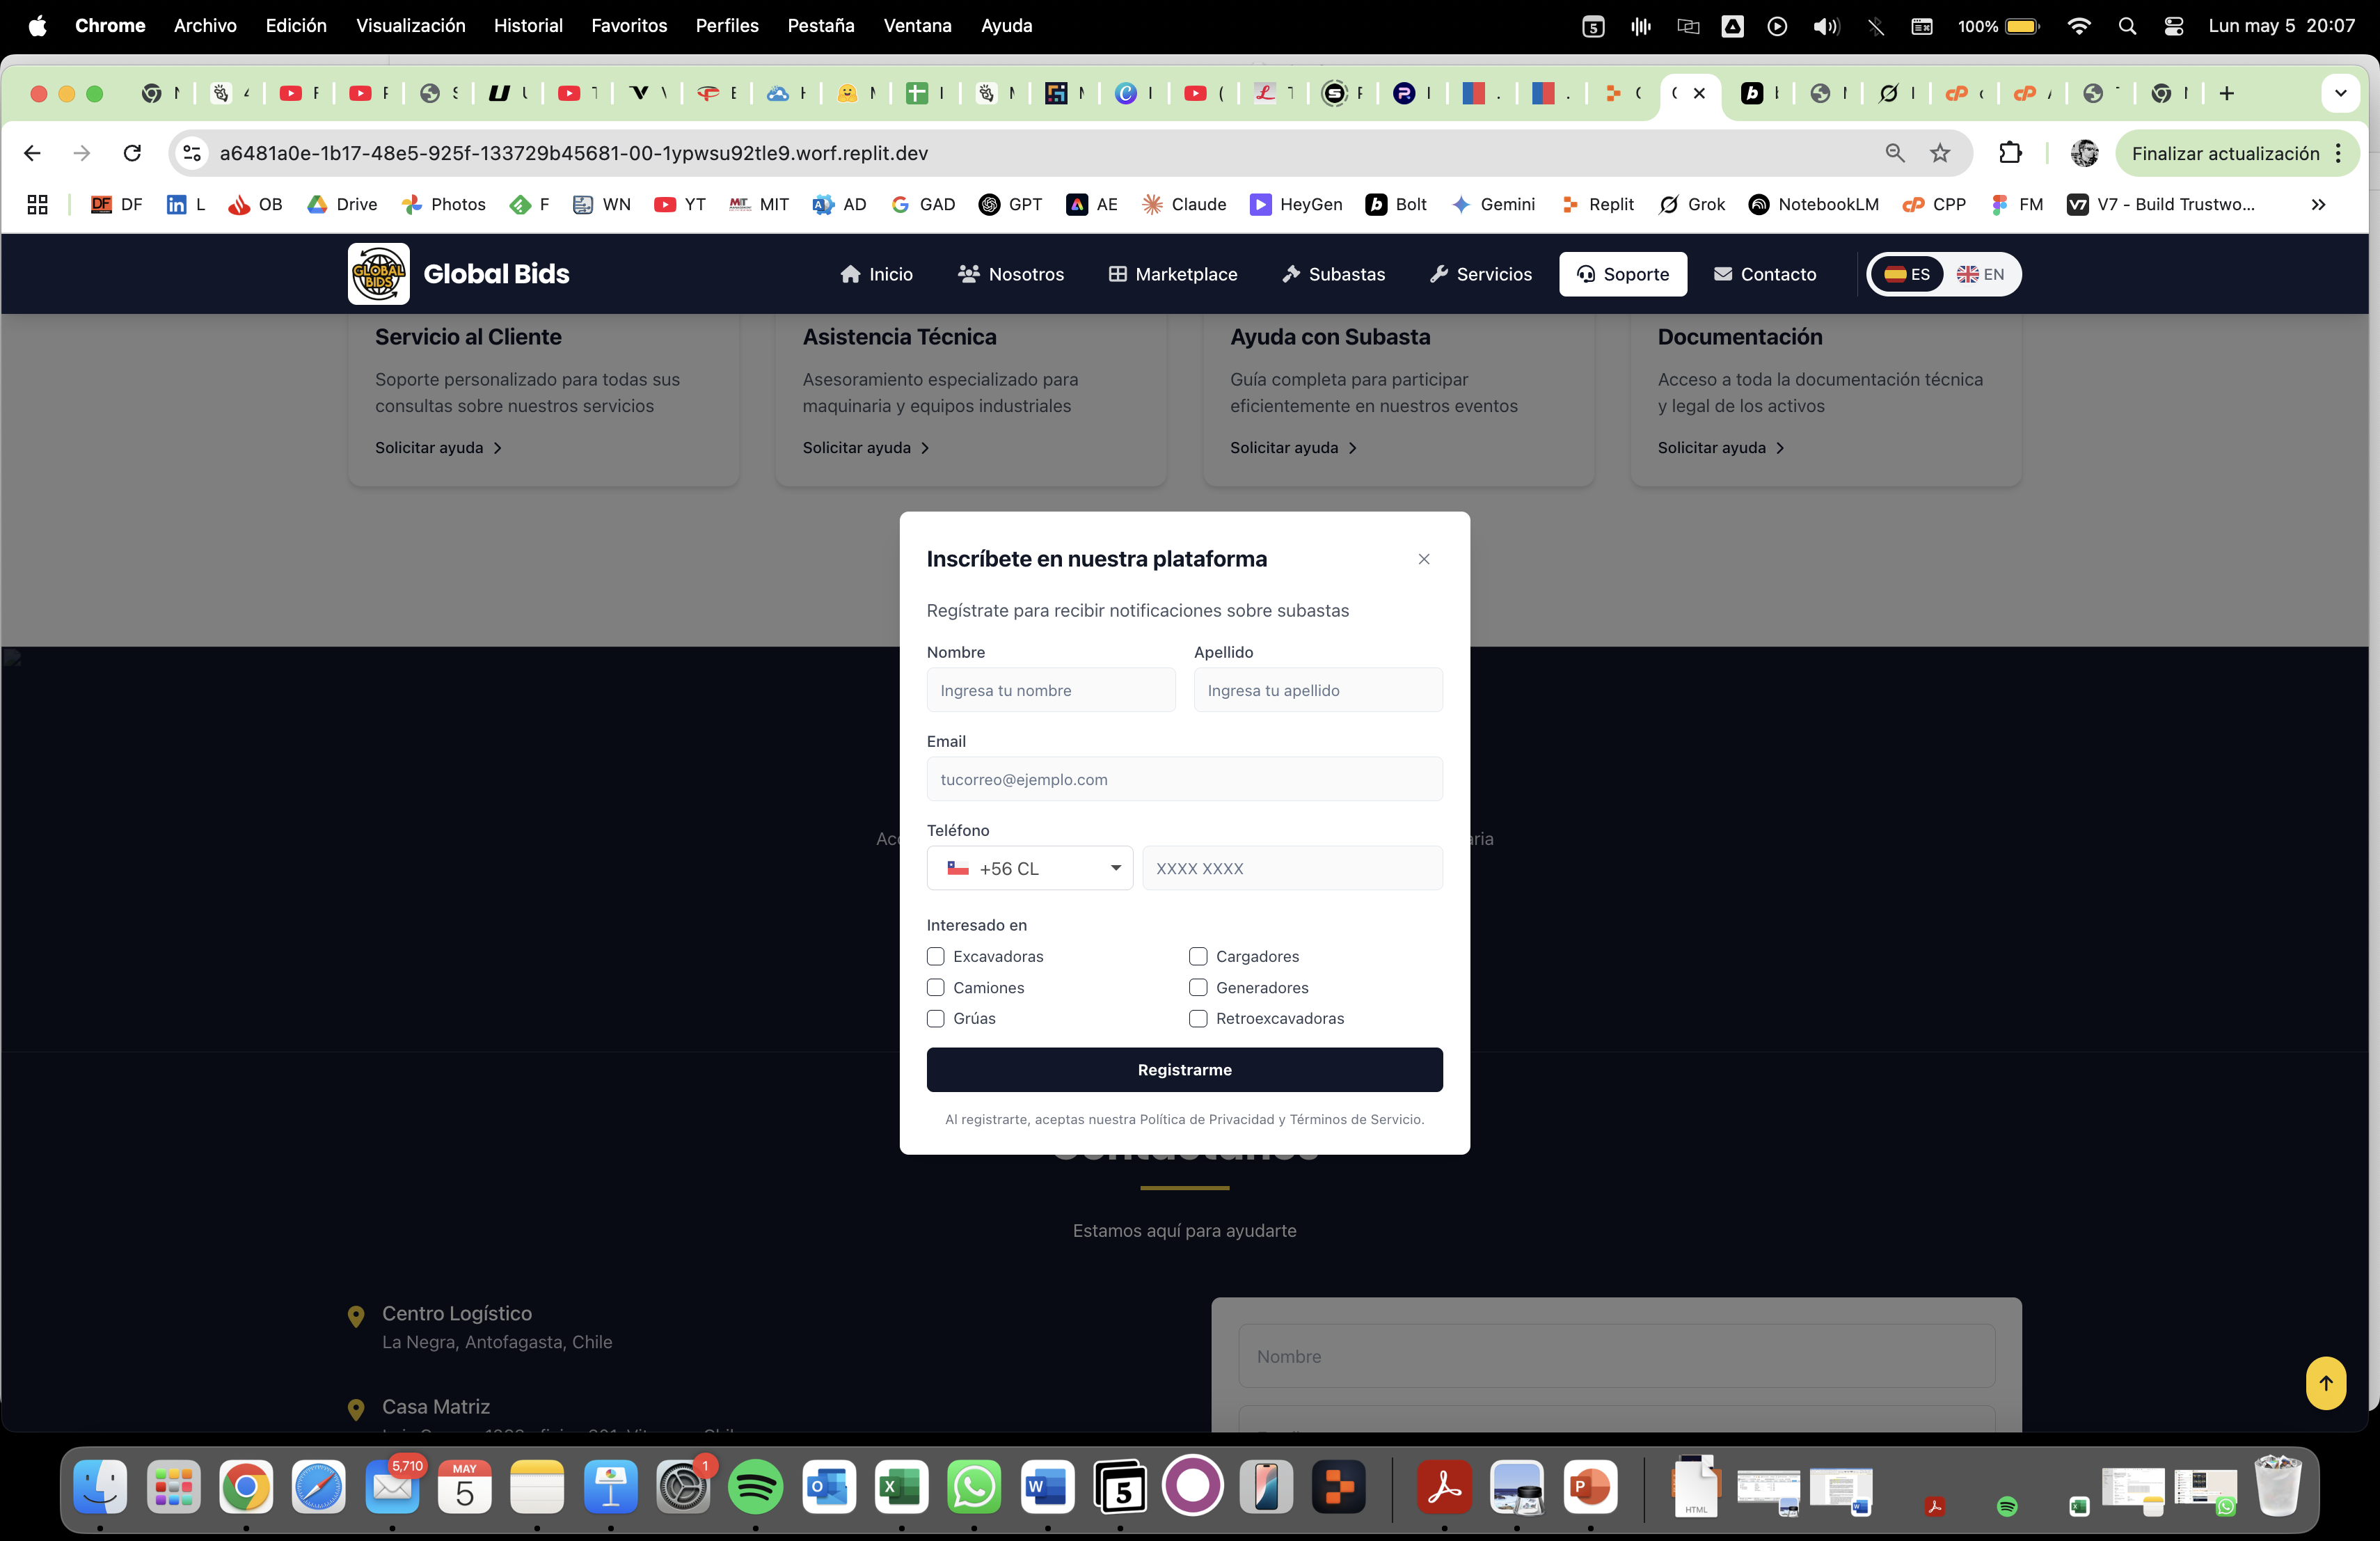 Chrome Archivo Edición Visualización Historial Favoritos Perfiles Pestaña Ventana Ayuda 5 100% Lun may 5 20:07
a6481a0e-1b17-48e5-925f-133729b45681-00-1ypwsu92tle9.worf.replit.dev Finalizar actualización
DF DF in L OB Drive Photos F WN YT MIT AD GAD GPT AE Claude HeyGen Bolt Gemini Replit Grok NotebookLM CPP FM V7 - Build Trustwo...
GLOBAL BIDS Global Bids Inicio Nosotros Marketplace Subastas Servicios Soporte Contacto ES EN
Servicio al Cliente
Soporte personalizado para todas sus
consultas sobre nuestros servicios
Solicitar ayuda
Asistencia Técnica
Asesoramiento especializado para
maquinaria y equipos industriales
Solicitar ayuda
Ayuda con Subasta
Guía completa para participar
eficientemente en nuestros eventos
Solicitar ayuda
Documentación
Acceso a toda la documentación técnica
y legal de los activos
Solicitar ayuda
Inscríbete en nuestra plataforma
Regístrate para recibir notificaciones sobre subastas
Nombre Apellido
Ingresa tu nombre Ingresa tu apellido
Email
tucorreo@ejemplo.com
Teléfono
+56 CL XXXX XXXX
Interesado en
Excavadoras Cargadores
Camiones Generadores
Grúas Retroexcavadoras
Registrarme
Al registrarte, aceptas nuestra Política de Privacidad y Términos de Servicio.
Estamos aquí para ayudarte
Centro Logístico
La Negra, Antofagasta, Chile
Casa Matriz
Nombre
5,710 MAY 5 1 5 HTML